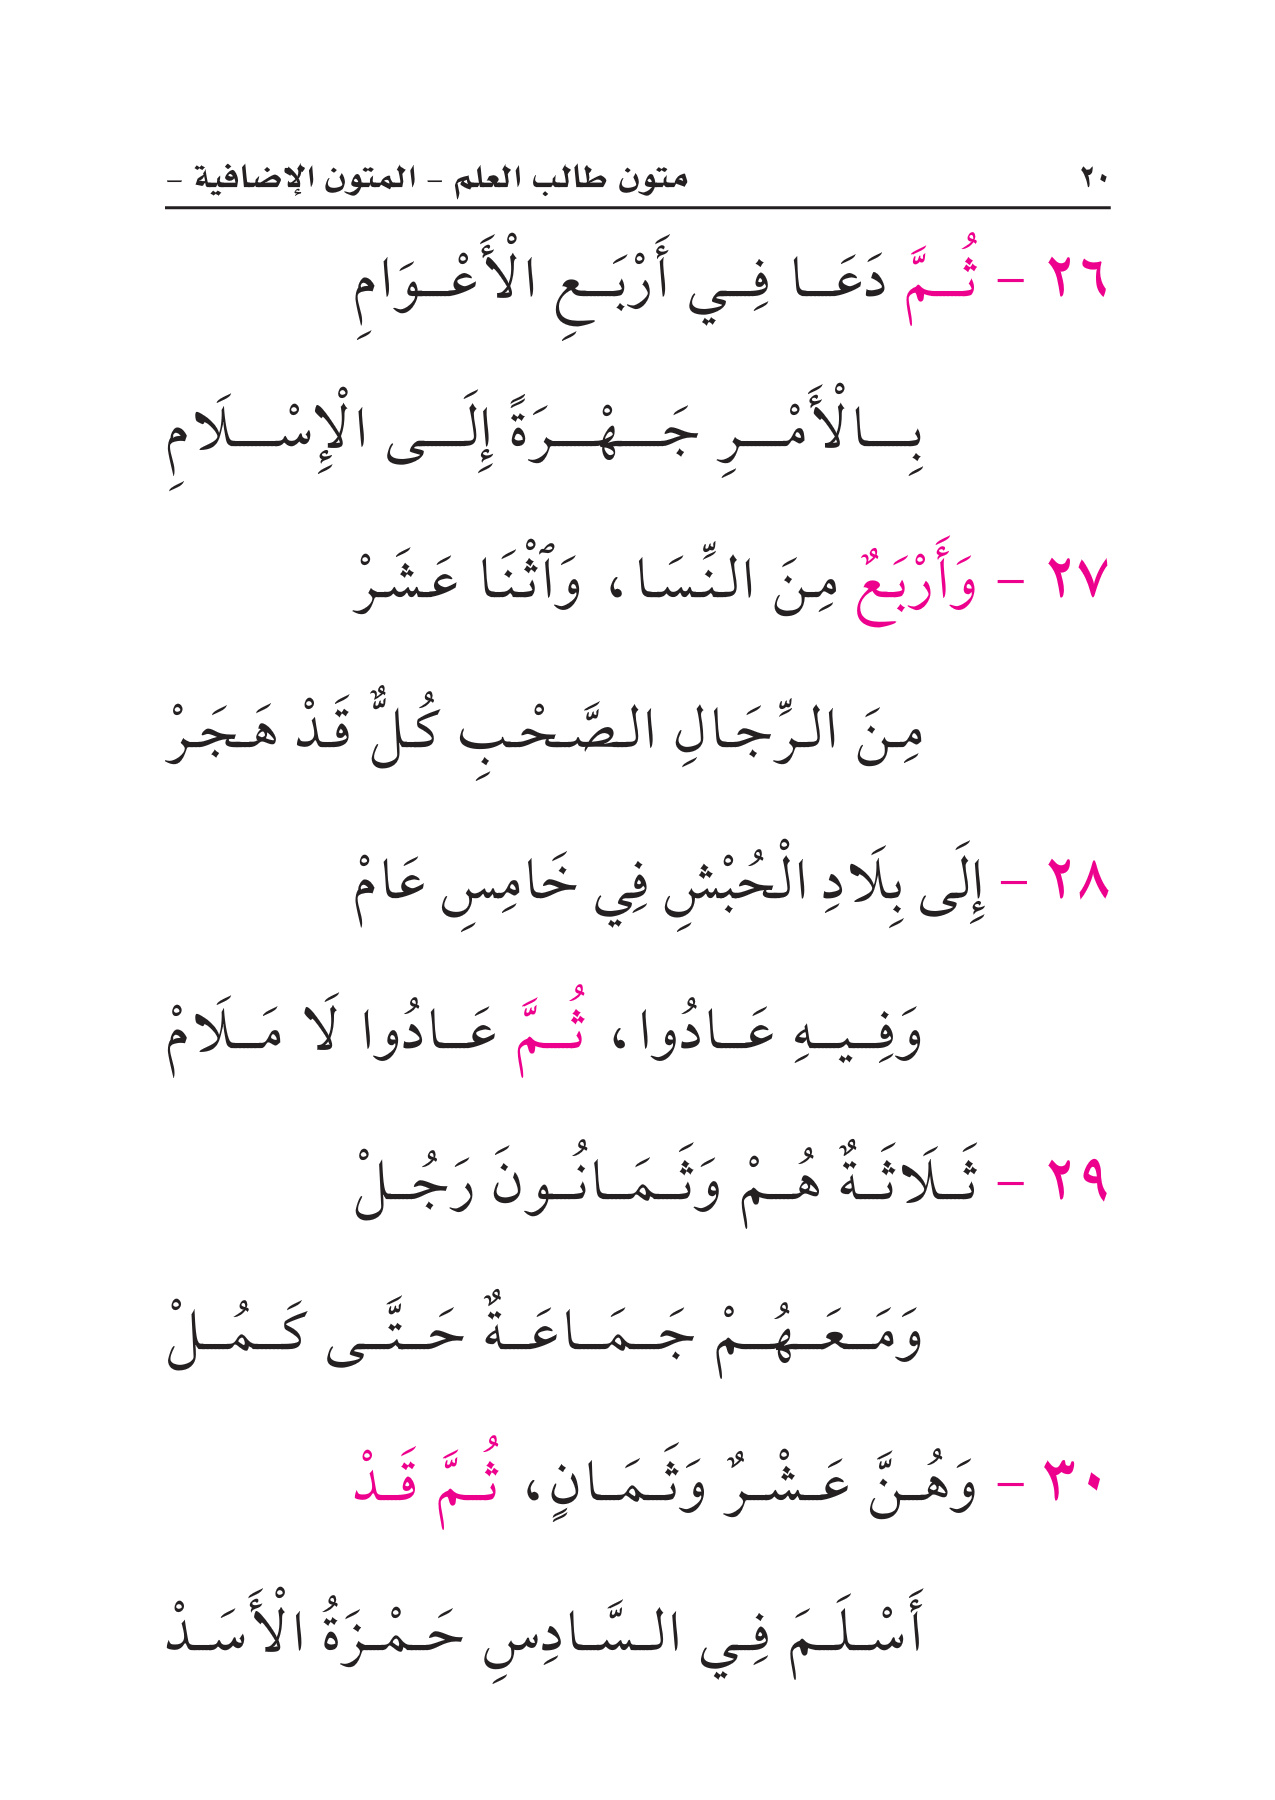 ٢٠ متون طالب العلم – المتون الإضافية –
٢٦ – ثُمَّ دَعَا فِي أَرْبَعِ الْأَعْوَامِ
بِالْأَمْرِ جَهْرَةً إِلَى الْإِسْلَامِ
٢٧ – وَأَرْبَعٌ مِنَ النِّسَا، وَٱثْنَا عَشَرْ
مِنَ الرِّجَالِ الصَّحْبِ كُلٌّ قَدْ هَجَرْ
٢٨ – إِلَى بِلَادِ الْحُبْشِ فِي خَامِسِ عَامْ
وَفِيهِ عَادُوا، ثُمَّ عَادُوا لَا مَلَامْ
٢٩ – ثَلَاثَةٌ هُمْ وَثَمَانُونَ رَجُلْ
وَمَعَهُمْ جَمَاعَةٌ حَتَّى كَمُلْ
٣٠ – وَهُنَّ عَشْرٌ وَثَمَانٍ، ثُمَّ قَدْ
أَسْلَمَ فِي السَّادِسِ حَمْزَةُ الْأَسَدْ